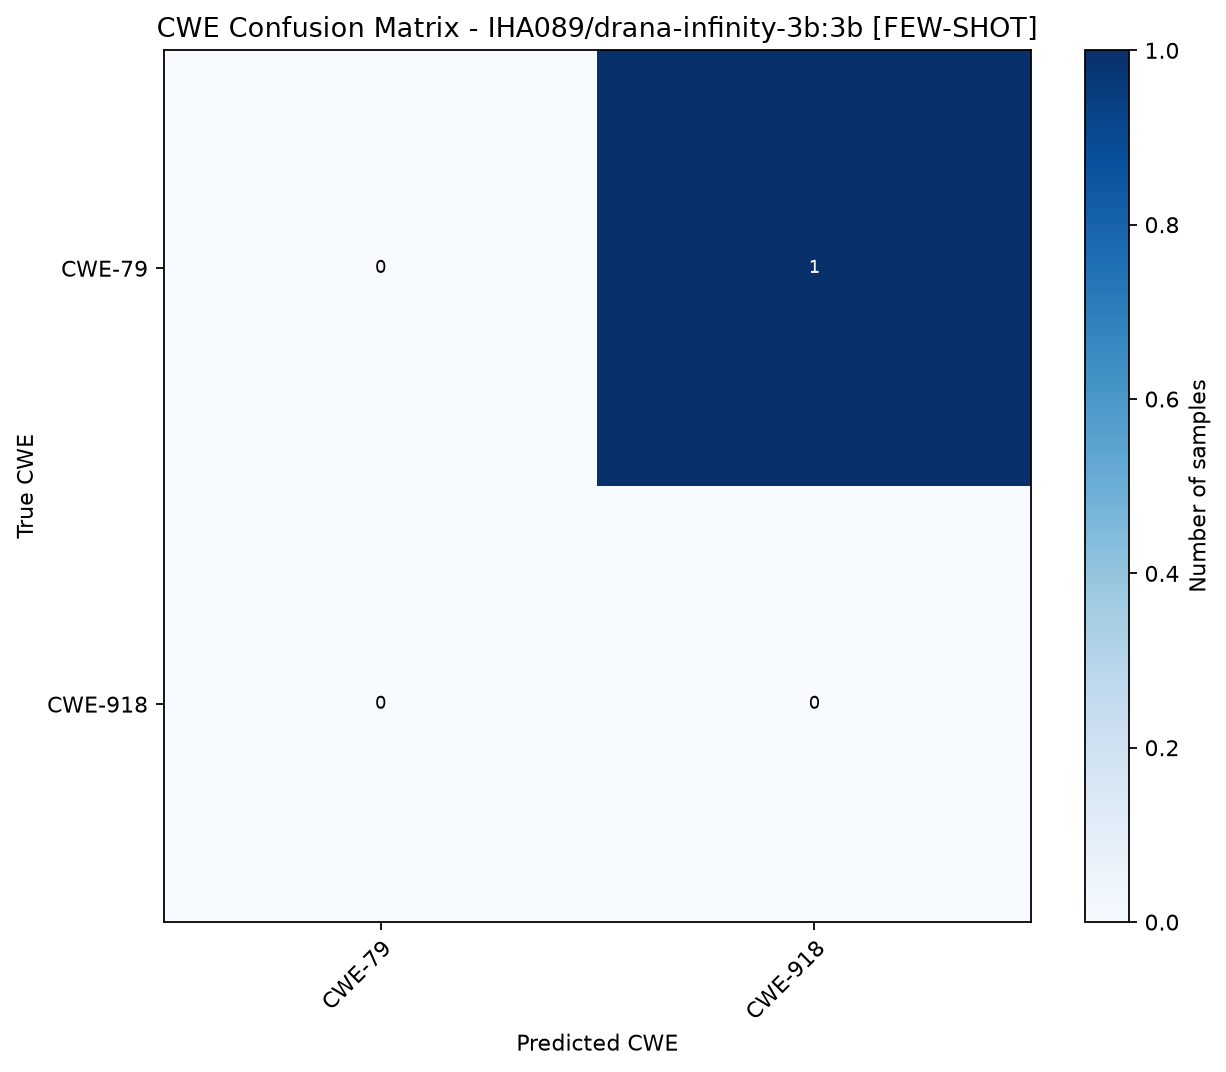 CWE Confusion Matrix - IHA089/drana-infinity-3b:3b [FEW-SHOT]
1.0
0.8
0.6
0.4
0.2
0.0
Number of samples
True CWE
CWE-79
0
1
CWE-918
0
0
CWE-79
CWE-918
Predicted CWE